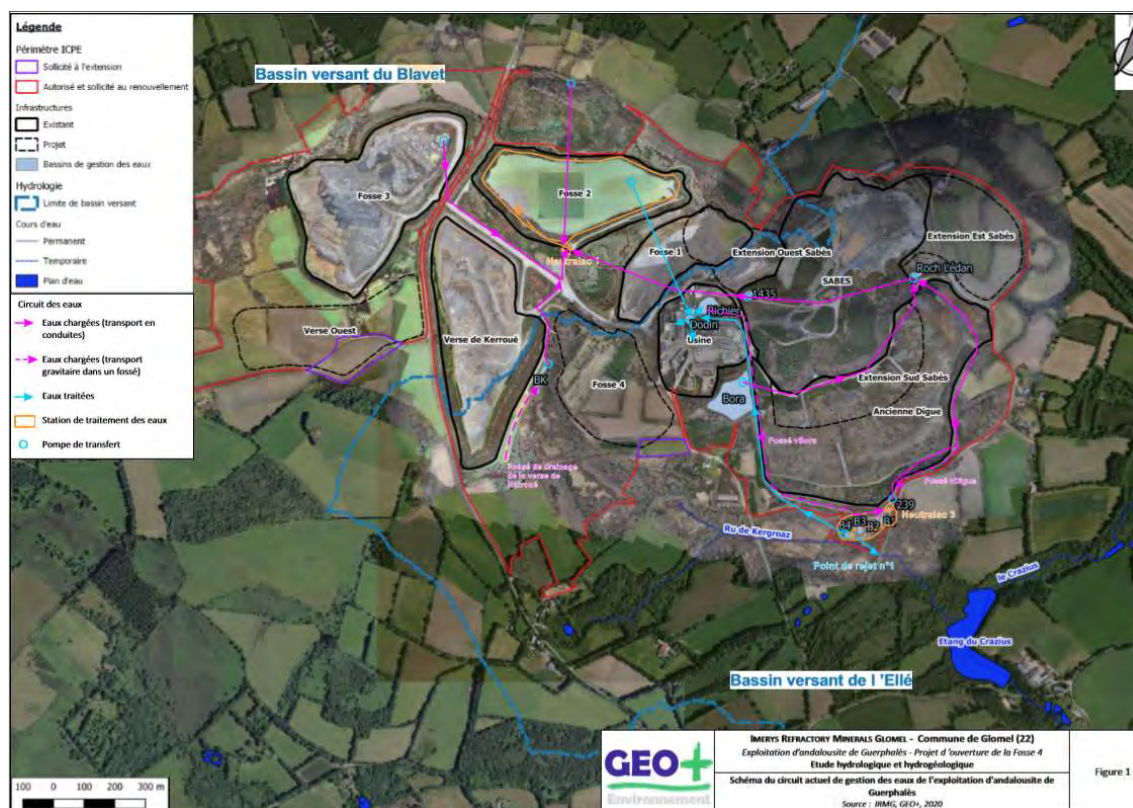 Légende
Périmètre ICPE
Sollicité à l'extension
Autorisé et sollicité au renouvellement
Infrastructures
Existant
Projet
Bassins de gestion des eaux
Hydrologie
Limite de bassin versant
Cours d'eau
Permanent
Temporaire
Plan d'eau
Circuit des eaux
Eaux chargées (transport en
conduites)
Eaux chargées (transport
gravitaire dans un fossé)
Eaux traitées
Station de traitement des eaux
Pompe de transfert
Bassin versant du Blavet
Fosse 3
Fosse 2
Fosse 1
Extension Ouest Sabès
Extension Est Sabès
SABES
Roch Lédan
1435
Richier
Dodin
Usine
Verse Ouest
Verse de Kerroué
BK
Fosse 4
Bora
Extension Sud Sabès
Ancienne Digue
Fossé vBora
Fossé vDigue
Fossé de drainage
de la verse de
Kerroué
239
Neutralac 3
B4
B3
B2
B1
Ru de Kergroaz
Point de rejet n°1
le Crazius
Etang du Crazius
Bassin versant de l 'Ellé
100 0 100 200 300 m
GEO+
Environnement
IMERYS REFRACTORY MINERALS GLOMEL - Commune de Glomel (22)
Exploitation d'andalousite de Guerphalès - Projet d 'ouverture de la Fosse 4
Etude hydrologique et hydrogéologique
Schéma du circuit actuel de gestion des eaux de l'exploitation d'andalousite de
Guerphalès
Source : IRMG, GEO+, 2020
Figure 1